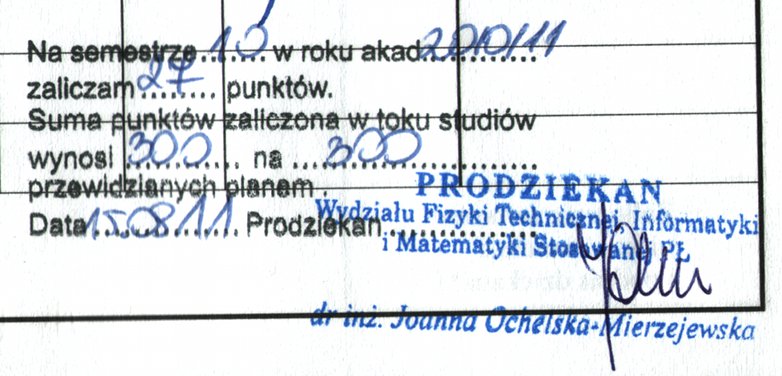 Na semestrze 10 w roku akad. 2010/11
zaliczam 27 punktów.
Suma punktów zaliczona w toku studiów
wynosi 300 na 300
przewidzianych planem.
Data 15.08.11 Prodziekan
PRODZIEKAN
Wydziału Fizyki Technicznej, Informatyki
i Matematyki Stosowanej PŁ
dr inż. Joanna Ochelska-Mierzejewska